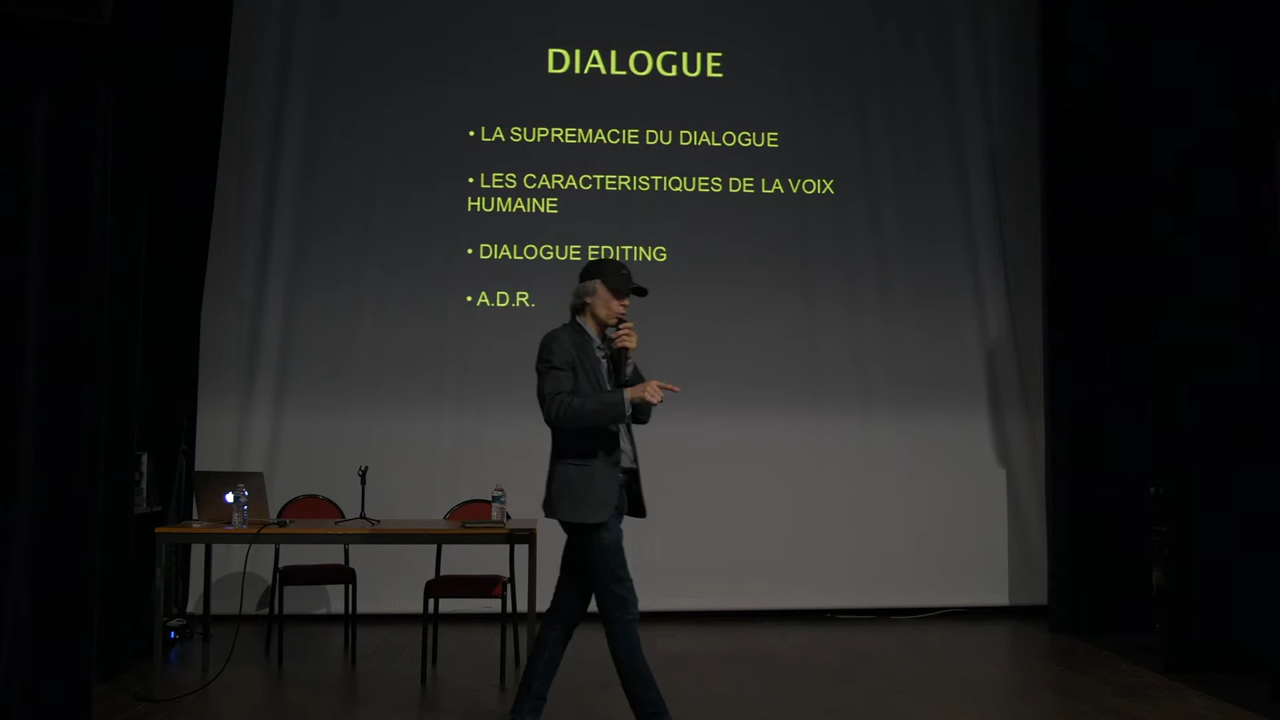 DIALOGUE
• LA SUPREMACIE DU DIALOGUE
• LES CARACTERISTIQUES DE LA VOIX
HUMAINE
• DIALOGUE EDITING
• A.D.R.